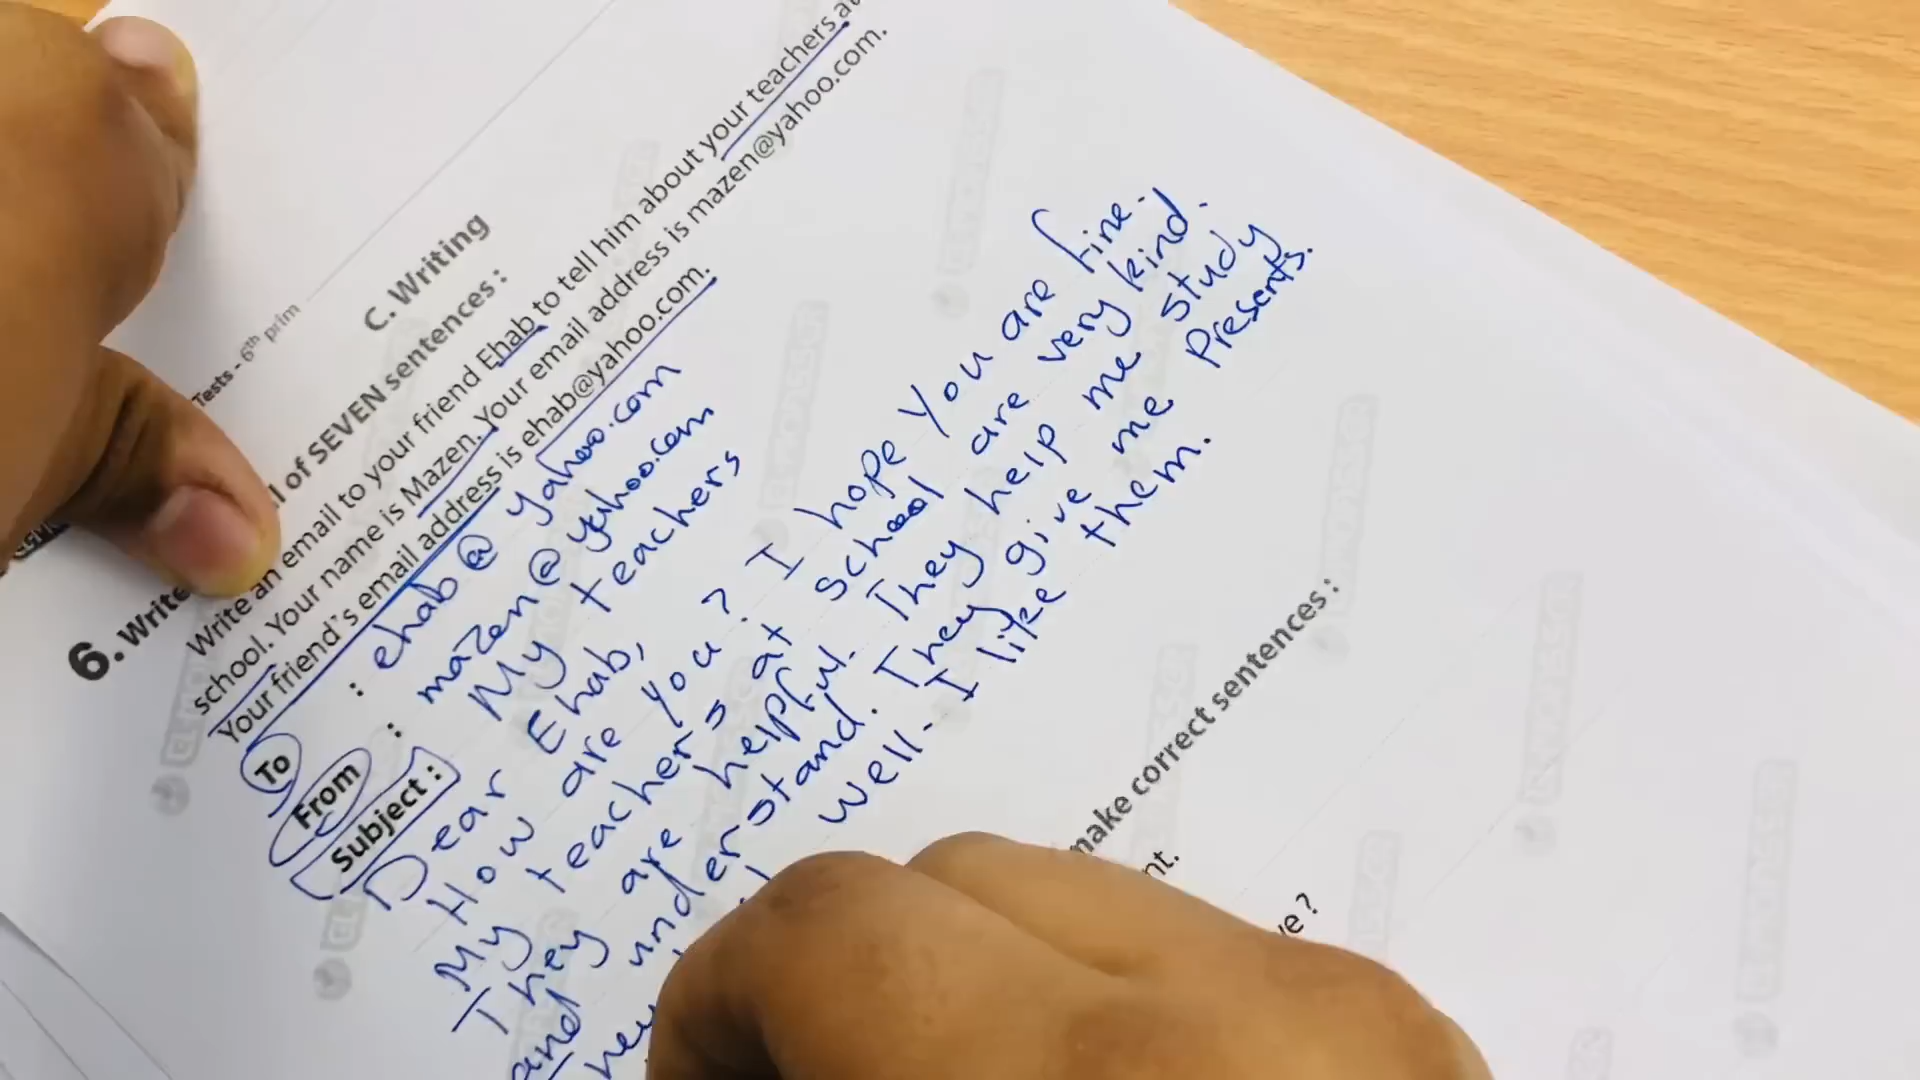 Tests - 6th prim
C. Writing
6. Write of SEVEN sentences :
Write an email to your friend Ehab to tell him about your teachers at
school. Your name is Mazen. Your email address is mazen@yahoo.com.
Your friend's email address is ehab@yahoo.com.
To : ehab@yahoo.com
From : mazen@yahoo.com
Subject : My teachers
Dear Ehab,
How are you? I hope you are fine.
My teachers at school are very kind.
They are helpful. They help me study
and understand. They give me Presents.
well. I like them.
make correct sentences :